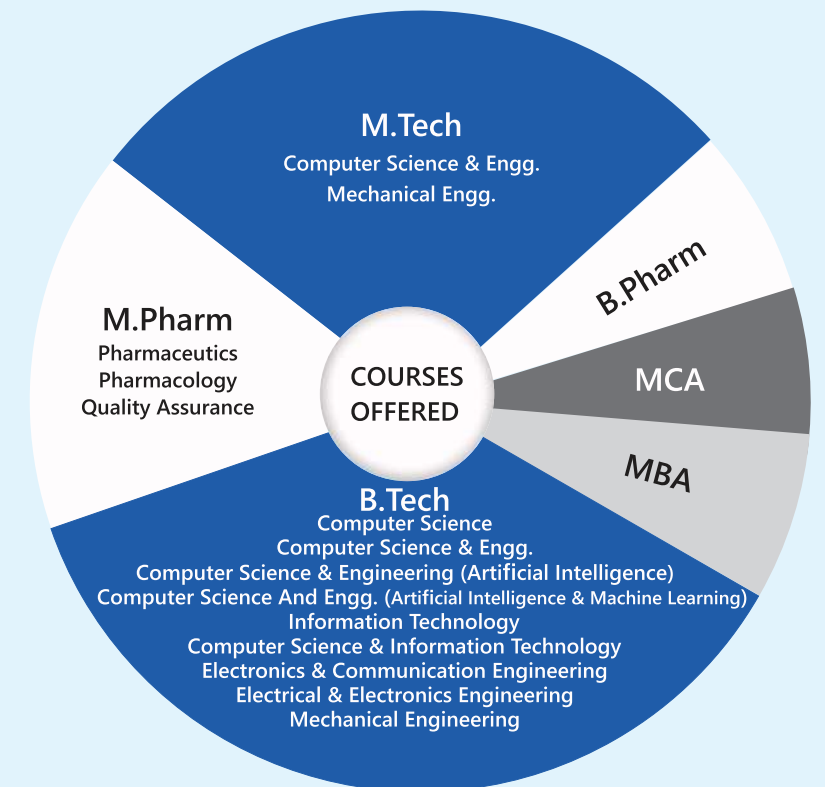 M.Tech
Computer Science & Engg.
Mechanical Engg.
B.Pharm
MCA
MBA
M.Pharm
Pharmaceutics
Pharmacology
Quality Assurance
COURSES
OFFERED
B.Tech
Computer Science
Computer Science & Engg.
Computer Science & Engineering (Artificial Intelligence)
Computer Science And Engg. (Artificial Intelligence & Machine Learning)
Information Technology
Computer Science & Information Technology
Electronics & Communication Engineering
Electrical & Electronics Engineering
Mechanical Engineering